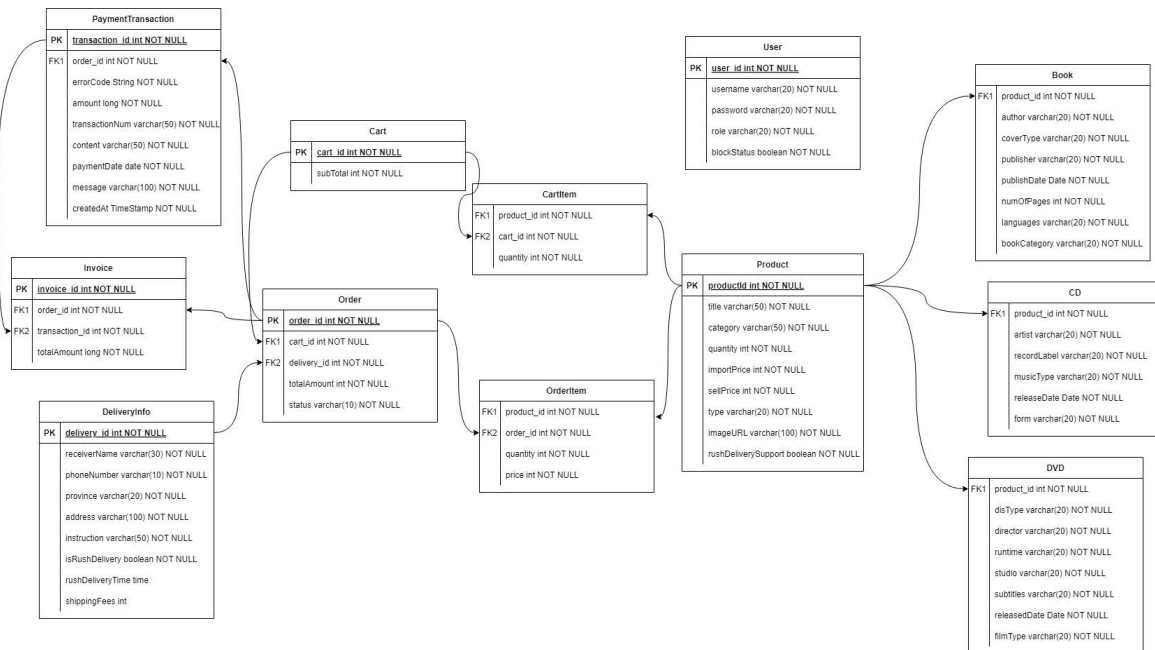 PaymentTransaction
PK transaction_id int NOT NULL
FK1 order_id int NOT NULL
errorCode String NOT NULL
amount long NOT NULL
transactionNum varchar(50) NOT NULL
content varchar(50) NOT NULL
paymentDate date NOT NULL
message varchar(100) NOT NULL
createdAt TimeStamp NOT NULL
Invoice
PK invoice_id int NOT NULL
FK1 order_id int NOT NULL
FK2 transaction_id int NOT NULL
totalAmount long NOT NULL
DeliveryInfo
PK delivery_id int NOT NULL
receiverName varchar(30) NOT NULL
phoneNumber varchar(10) NOT NULL
province varchar(20) NOT NULL
address varchar(100) NOT NULL
instruction varchar(50) NOT NULL
isRushDelivery boolean NOT NULL
rushDeliveryTime time
shippingFees int
Cart
PK cart_id int NOT NULL
subTotal int NOT NULL
Order
PK order_id int NOT NULL
FK1 cart_id int NOT NULL
FK2 delivery_id int NOT NULL
totalAmount int NOT NULL
status varchar(10) NOT NULL
CartItem
FK1 product_id int NOT NULL
FK2 cart_id int NOT NULL
quantity int NOT NULL
OrderItem
FK1 product_id int NOT NULL
FK2 order_id int NOT NULL
quantity int NOT NULL
price int NOT NULL
User
PK user_id int NOT NULL
username varchar(20) NOT NULL
password varchar(20) NOT NULL
role varchar(20) NOT NULL
blockStatus boolean NOT NULL
Product
PK productId int NOT NULL
title varchar(50) NOT NULL
category varchar(50) NOT NULL
quantity int NOT NULL
importPrice int NOT NULL
sellPrice int NOT NULL
type varchar(20) NOT NULL
imageURL varchar(100) NOT NULL
rushDeliverySupport boolean NOT NULL
Book
FK1 product_id int NOT NULL
author varchar(20) NOT NULL
coverType varchar(20) NOT NULL
publisher varchar(20) NOT NULL
publishDate Date NOT NULL
numOfPages int NOT NULL
languages varchar(20) NOT NULL
bookCategory varchar(20) NOT NULL
CD
FK1 product_id int NOT NULL
artist varchar(20) NOT NULL
recordLabel varchar(20) NOT NULL
musicType varchar(20) NOT NULL
releaseDate Date NOT NULL
form varchar(20) NOT NULL
DVD
FK1 product_id int NOT NULL
disType varchar(20) NOT NULL
director varchar(20) NOT NULL
runtime varchar(20) NOT NULL
studio varchar(20) NOT NULL
subtitles varchar(20) NOT NULL
releasedDate Date NOT NULL
filmType varchar(20) NOT NULL